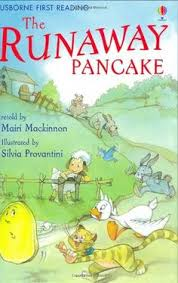 USBORNE FIRST READING
The
RUNAWAY
PANCAKE
retold by
Mairi Mackinnon
Illustrated by
Silvia Provantini